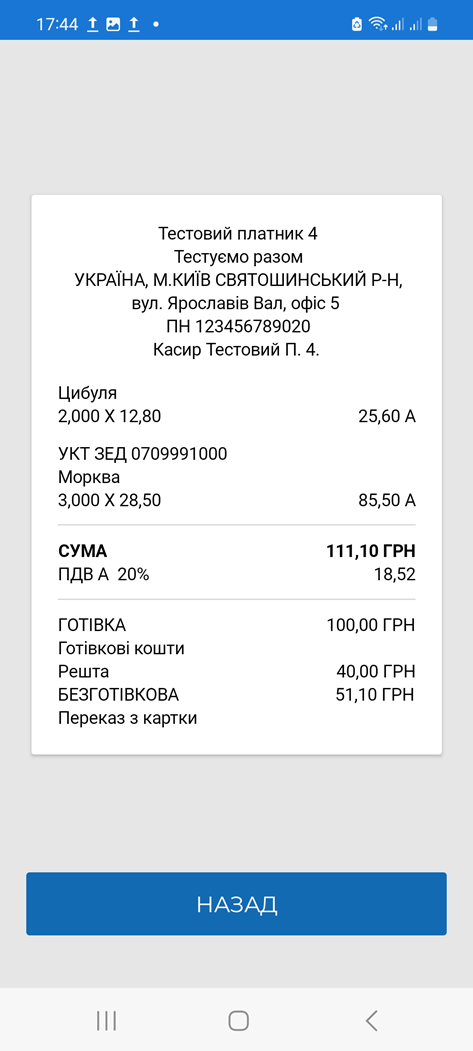 17:44
Тестовий платник 4
Тестуємо разом
УКРАЇНА, М.КИЇВ СВЯТОШИНСЬКИЙ Р-Н,
вул. Ярославів Вал, офіс 5
ПН 123456789020
Касир Тестовий П. 4.
Цибуля
2,000 X 12,80 25,60 А
УКТ ЗЕД 0709991000
Морква
3,000 X 28,50 85,50 А
СУМА 111,10 ГРН
ПДВ А 20% 18,52
ГОТІВКА 100,00 ГРН
Готівкові кошти
Решта 40,00 ГРН
БЕЗГОТІВКОВА 51,10 ГРН
Переказ з картки
НАЗАД